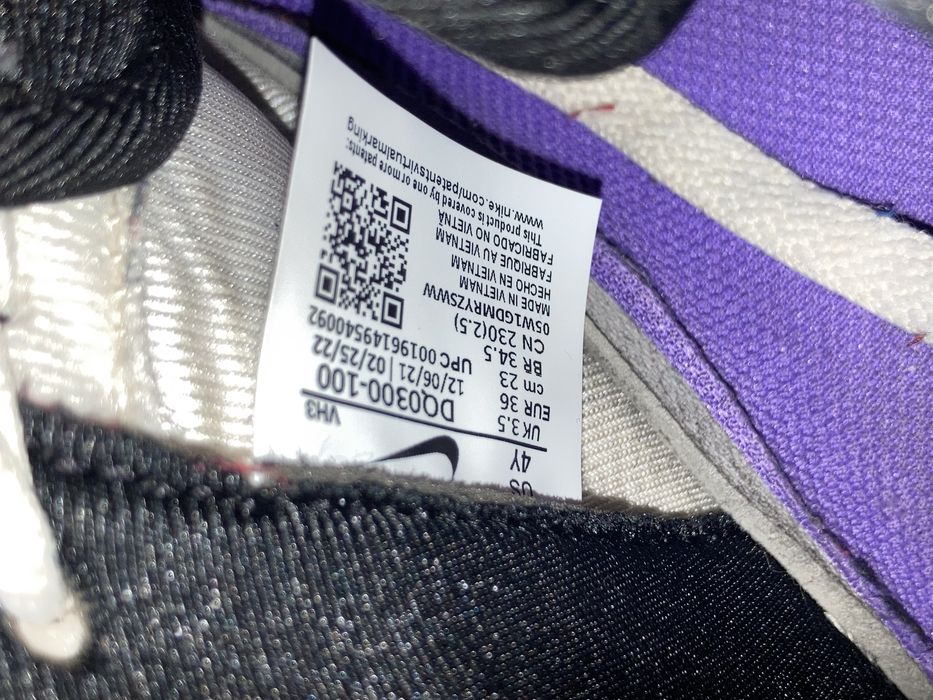 US
4Y
UK 3.5
EUR 36
cm 23
BR 34.5
CN 230(2.5)
VH3
DQ0300-100
12/06/21 | 02/25/22
UPC 00196149540092
05W1GDMRYZSWW
MADE IN VIETNAM
HECHO EN VIETNAM
FABRIQUE AU VIETNAM
FABRICADO NO VIETNÃ
This product is covered by one or more patents:
www.nike.com/patentsvirtualmarking